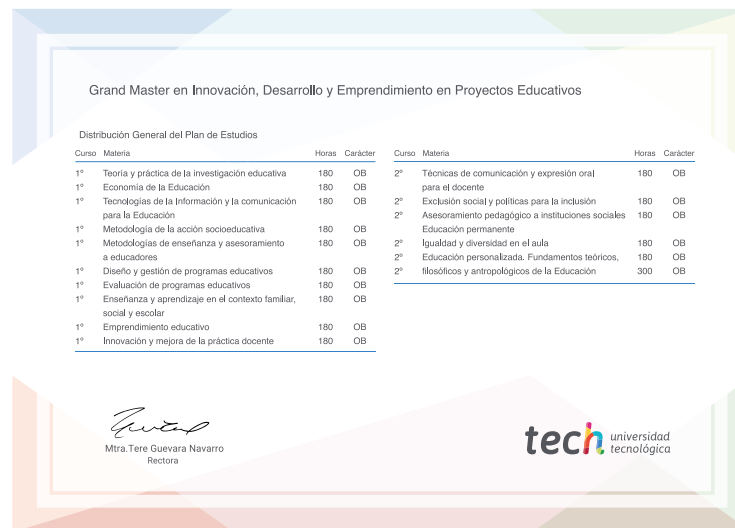 Grand Master en Innovación, Desarrollo y Emprendimiento en Proyectos Educativos
Distribución General del Plan de Estudios
Curso Materia Horas Carácter
1º Teoría y práctica de la investigación educativa 180 OB
1º Economía de la Educación 180 OB
1º Tecnologías de la Información y la comunicación 180 OB
para la Educación
1º Metodología de la acción socioeducativa 180 OB
1º Metodologías de enseñanza y asesoramiento 180 OB
a educadores
1º Diseño y gestión de programas educativos 180 OB
1º Evaluación de programas educativos 180 OB
1º Enseñanza y aprendizaje en el contexto familiar, 180 OB
social y escolar
1º Emprendimiento educativo 180 OB
1º Innovación y mejora de la práctica docente 180 OB
Curso Materia Horas Carácter
2º Técnicas de comunicación y expresión oral 180 OB
para el docente
2º Exclusión social y políticas para la inclusión 180 OB
2º Asesoramiento pedagógico a instituciones sociales 180 OB
Educación permanente
2º Igualdad y diversidad en el aula 180 OB
2º Educación personalizada. Fundamentos teóricos, 180 OB
2º filosóficos y antropológicos de la Educación 300 OB
Mtra.Tere Guevara Navarro
Rectora
tech universidad
tecnológica